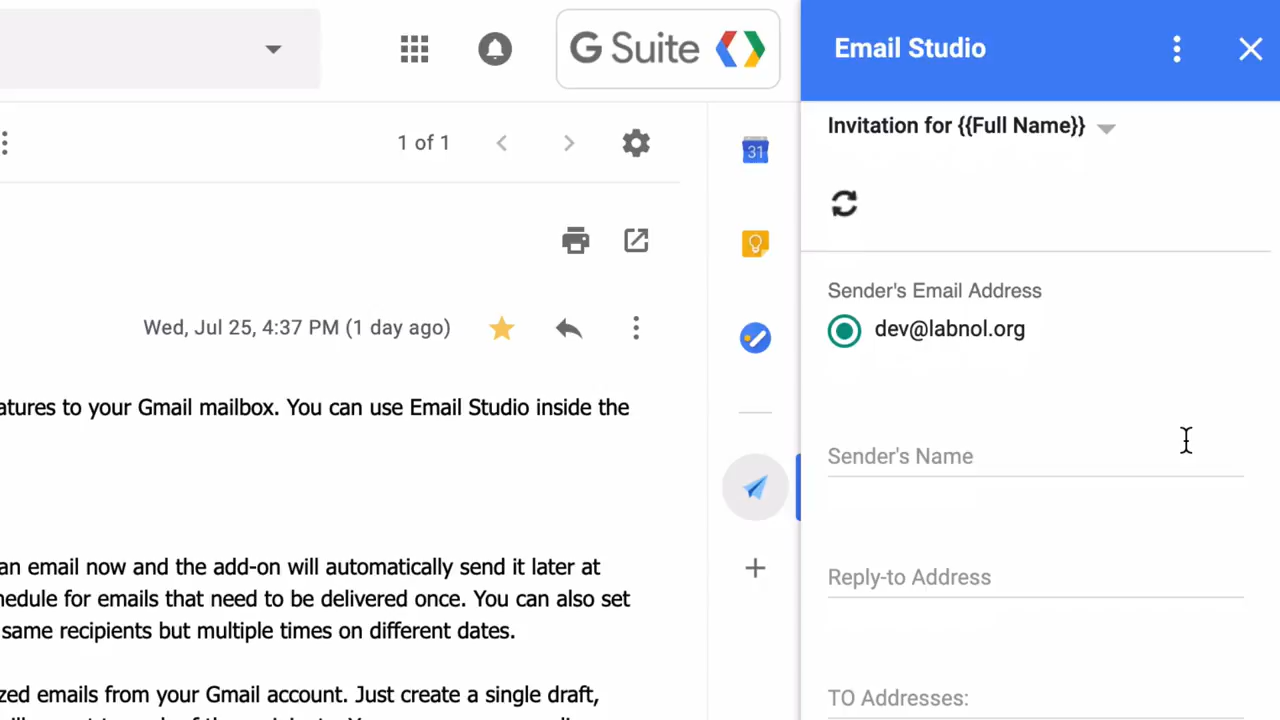 G Suite
Email Studio
1 of 1
31
Invitation for {{Full Name}}
Wed, Jul 25, 4:37 PM (1 day ago)
Sender's Email Address
dev@labnol.org
atures to your Gmail mailbox. You can use Email Studio inside the
Sender's Name
Reply-to Address
an email now and the add-on will automatically send it later at
hedule for emails that need to be delivered once. You can also set
same recipients but multiple times on different dates.
zed emails from your Gmail account. Just create a single draft,
TO Addresses: